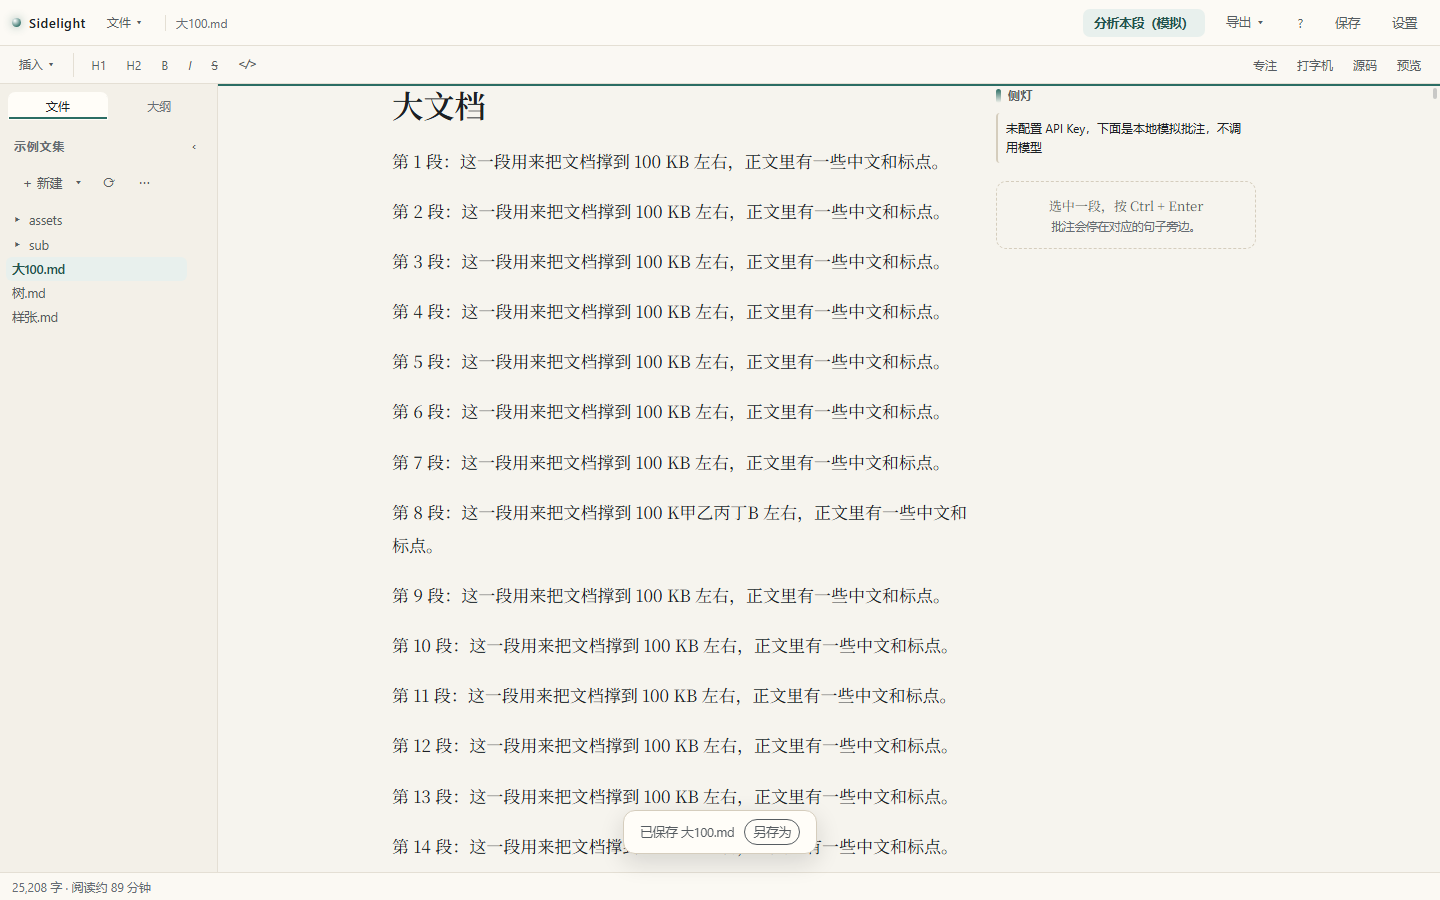 Sidelight 文件 大100.md 分析本段（模拟） 导出 ? 保存 设置
插入 H1 H2 B I S </> 专注 打字机 源码 预览
文件 大纲
示例文集
+ 新建 ...
assets
sub
大100.md
树.md
样张.md
大文档
第 1 段：这一段用来把文档撑到 100 KB 左右，正文里有一些中文和标点。
第 2 段：这一段用来把文档撑到 100 KB 左右，正文里有一些中文和标点。
第 3 段：这一段用来把文档撑到 100 KB 左右，正文里有一些中文和标点。
第 4 段：这一段用来把文档撑到 100 KB 左右，正文里有一些中文和标点。
第 5 段：这一段用来把文档撑到 100 KB 左右，正文里有一些中文和标点。
第 6 段：这一段用来把文档撑到 100 KB 左右，正文里有一些中文和标点。
第 7 段：这一段用来把文档撑到 100 KB 左右，正文里有一些中文和标点。
第 8 段：这一段用来把文档撑到 100 K甲乙丙丁B 左右，正文里有一些中文和
标点。
第 9 段：这一段用来把文档撑到 100 KB 左右，正文里有一些中文和标点。
第 10 段：这一段用来把文档撑到 100 KB 左右，正文里有一些中文和标点。
第 11 段：这一段用来把文档撑到 100 KB 左右，正文里有一些中文和标点。
第 12 段：这一段用来把文档撑到 100 KB 左右，正文里有一些中文和标点。
第 13 段：这一段用来把文档撑到 100 KB 左右，正文里有一些中文和标点。
第 14 段：这一段用来把文档撑 有一些中文和标点。
侧灯
未配置 API Key，下面是本地模拟批注，不调
用模型
选中一段，按 Ctrl + Enter
批注会停在对应的句子旁边。
已保存 大100.md 另存为
25,208 字 · 阅读约 89 分钟